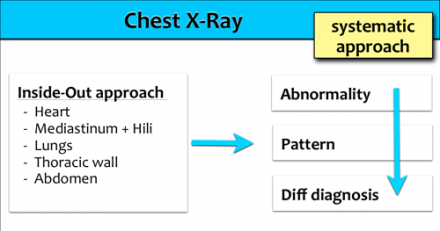 Chest X-Ray
systematic
approach
Inside-Out approach
- Heart
- Mediastinum + Hili
- Lungs
- Thoracic wall
- Abdomen
Abnormality
Pattern
Diff diagnosis